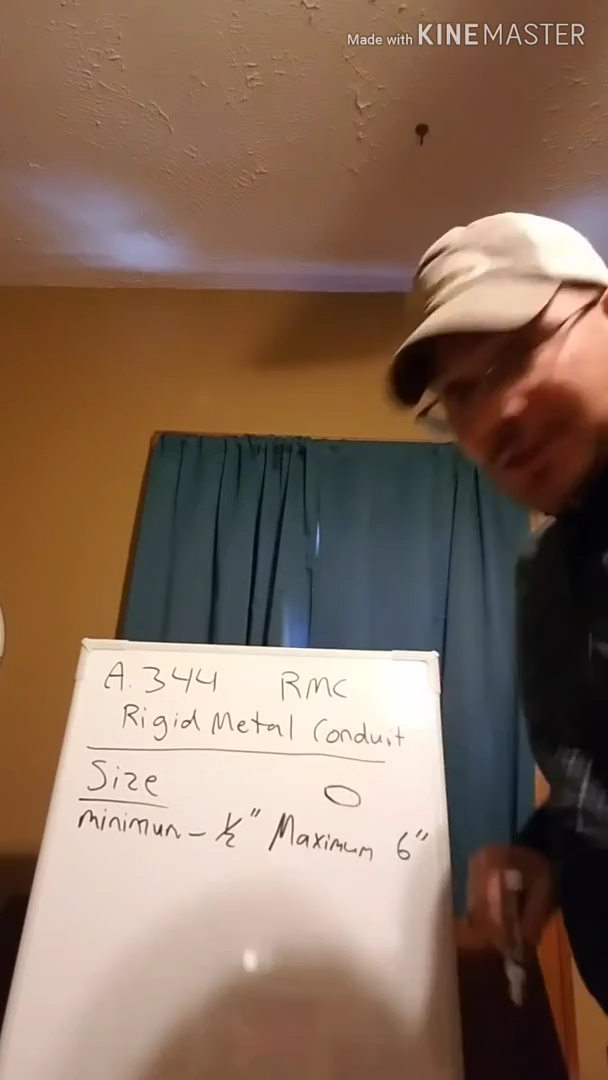 Made with KINEMASTER
A.344 RMC
Rigid Metal Conduit
Size
minimun - 1/2" Maximum 6"